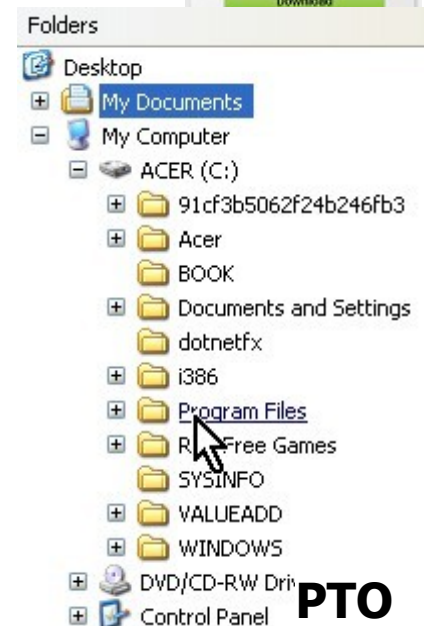 Download
Folders
Desktop
My Documents
My Computer
ACER (C:)
91cf3b5062f24b246fb3
Acer
BOOK
Documents and Settings
dotnetfx
i386
Program Files
Free Games
SYSINFO
VALUEADD
WINDOWS
DVD/CD-RW
Control Panel
PTO